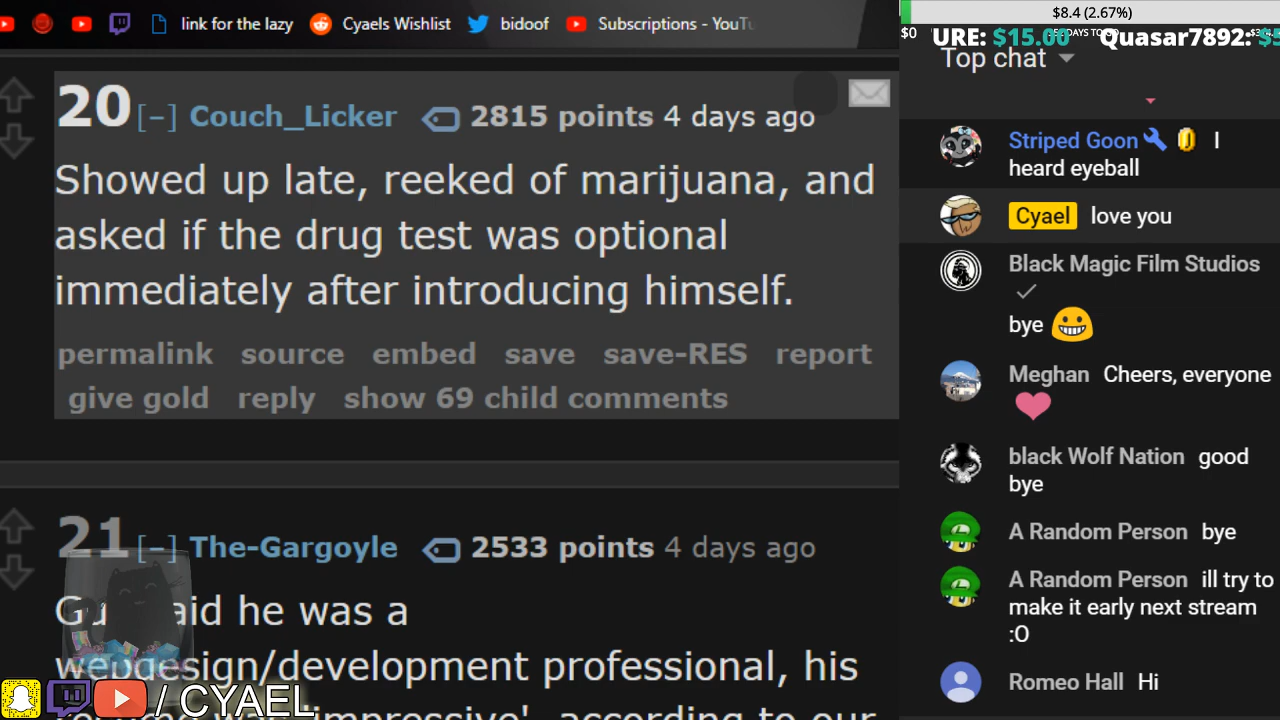 link for the lazy Cyaels Wishlist bidoof Subscriptions - YouTu
20 [–] Couch_Licker 2815 points 4 days ago
Showed up late, reeked of marijuana, and
asked if the drug test was optional
immediately after introducing himself.
permalink source embed save save-RES report
give gold reply show 69 child comments
21 [–] The-Gargoyle 2533 points 4 days ago
aid he was a
webdesign/development professional, his
'impressive', according to our
/ CYAEL
$8.4 (2.67%)
$0
URE: $15.00 Quasar7892: $5
Top chat
Striped Goon I
heard eyeball
Cyael love you
Black Magic Film Studios
bye
Meghan Cheers, everyone
black Wolf Nation good
bye
A Random Person bye
A Random Person ill try to
make it early next stream
:O
Romeo Hall Hi